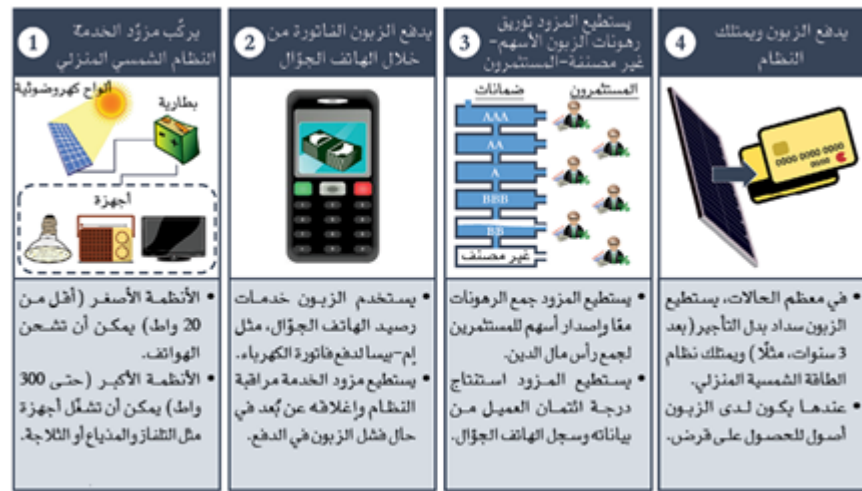 1
يركّب مزوّد الخدمة
النظام الشمسي المنزلي
ألواح كهروضوئية
بطارية
أجهزة
الأنظمة الأصغر (أقل من
20 واط) يمكن أن تشحن
الهواتف.
الأنظمة الأكبر (حتى 300
واط) يمكن أن تشغّل أجهزة
مثل التلفاز والمذياع أو الثلاجة.
2
يدفع الزبون الفاتورة من
خلال الهاتف الجوّال
يستخدم الزبون خدمات
رصيد الهاتف الجوّال، مثل
إم-بيسا لدفع فاتورة الكهرباء.
يستطيع مزود الخدمة مراقبة
النظام وإغلاقه عن بُعد في
حال فشل الزبون في الدفع.
3
يستطيع المزود توريق
رهونات الزبون الأسهم-
غير مصنفة-المستثمرون
ضمانات
المستثمرون
AAA
AA
A
BBB
BB
غير مصنف
يستطيع المزود جمع الرهونات
معًا وإصدار أسهم للمستثمرين
لجمع رأس مال الدين.
يستطيع المزود استنتاج
درجة ائتمان العميل من
بياناته وسجل الهاتف الجوّال.
4
يدفع الزبون ويمتلك
النظام
0000 0000 0000
في معظم الحالات، يستطيع
الزبون سداد بدل التأجير (بعد
3 سنوات، مثلًا) ويمتلك نظام
الطاقة الشمسية المنزلي.
عندها يكون لدى الزبون
أصول للحصول على قرض.